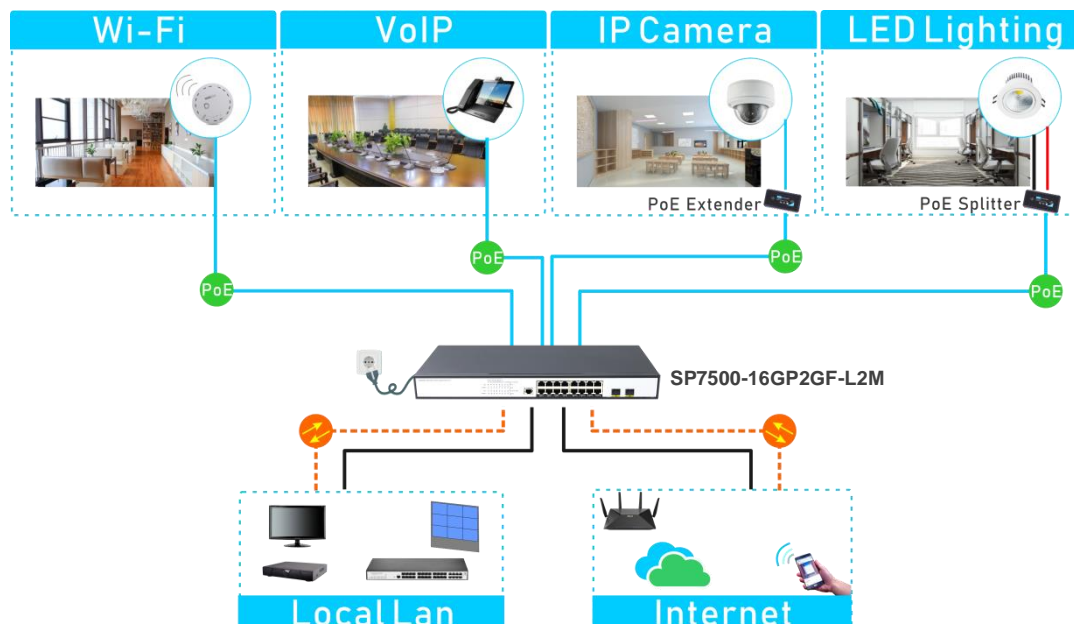 Wi-Fi
VoIP
IP Camera
LED Lighting
PoE Extender
PoE Splitter
PoE
PoE
PoE
PoE
SP7500-16GP2GF-L2M
Local Lan
Internet